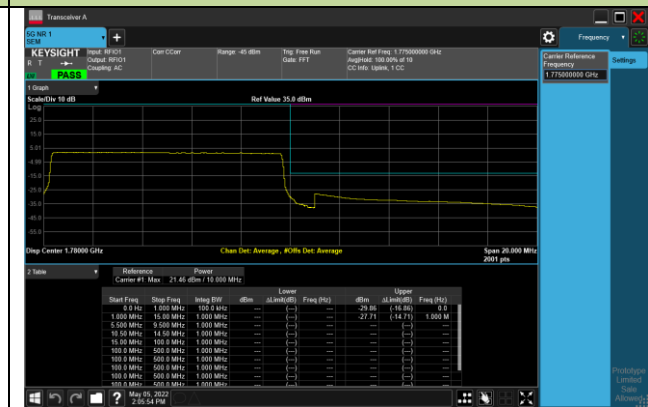 Transceiver A
5G NR 1
SEM
+
Frequency
KEYSIGHT
R T
PASS
Input: RFIO1
Output: RFIO1
Coupling: AC
Corr CCorr
Range: -45 dBm
Trig: Free Run
Gate: FFT
Carrier Ref Freq: 1.775000000 GHz
Avg|Hold: 100.00% of 10
CC Info: Uplink, 1 CC
Carrier Reference
Frequency
1.775000000 GHz
Settings
1 Graph
Scale/Div 10 dB
Ref Value 35.0 dBm
Log
25.0
15.0
5.01
-4.99
-15.0
-25.0
-35.0
-45.0
-55.0
Disp Center 1.78000 GHz
Chan Det: Average , #Offs Det: Average
Span 20.000 MHz
2001 pts
2 Table
Reference Power
Carrier #1: Max 21.46 dBm / 10.000 MHz
Lower Upper
Start Freq Stop Freq Integ BW dBm ΔLimit(dB) Freq (Hz) dBm ΔLimit(dB) Freq (Hz)
0.0 Hz 1.000 MHz 100.0 kHz --- (---) --- -29.86 (-16.86) 0.0
1.000 MHz 15.00 MHz 1.000 MHz --- (---) --- -27.71 (-14.71) 1.000 M
5.500 MHz 9.500 MHz 1.000 MHz --- (---) --- --- (---) ---
10.50 MHz 14.50 MHz 1.000 MHz --- (---) --- --- (---) ---
15.00 MHz 100.0 MHz 1.000 MHz --- (---) --- --- (---) ---
100.0 MHz 500.0 MHz 1.000 MHz --- (---) --- --- (---) ---
100.0 MHz 500.0 MHz 1.000 MHz --- (---) --- --- (---) ---
100.0 MHz 500.0 MHz 1.000 MHz --- (---) --- --- (---) ---
100.0 MHz 500.0 MHz 1.000 MHz --- (---) --- --- (---) ---
?
May 05, 2022
2:05:54 PM
Prototype
Limited
Sale
Allowed